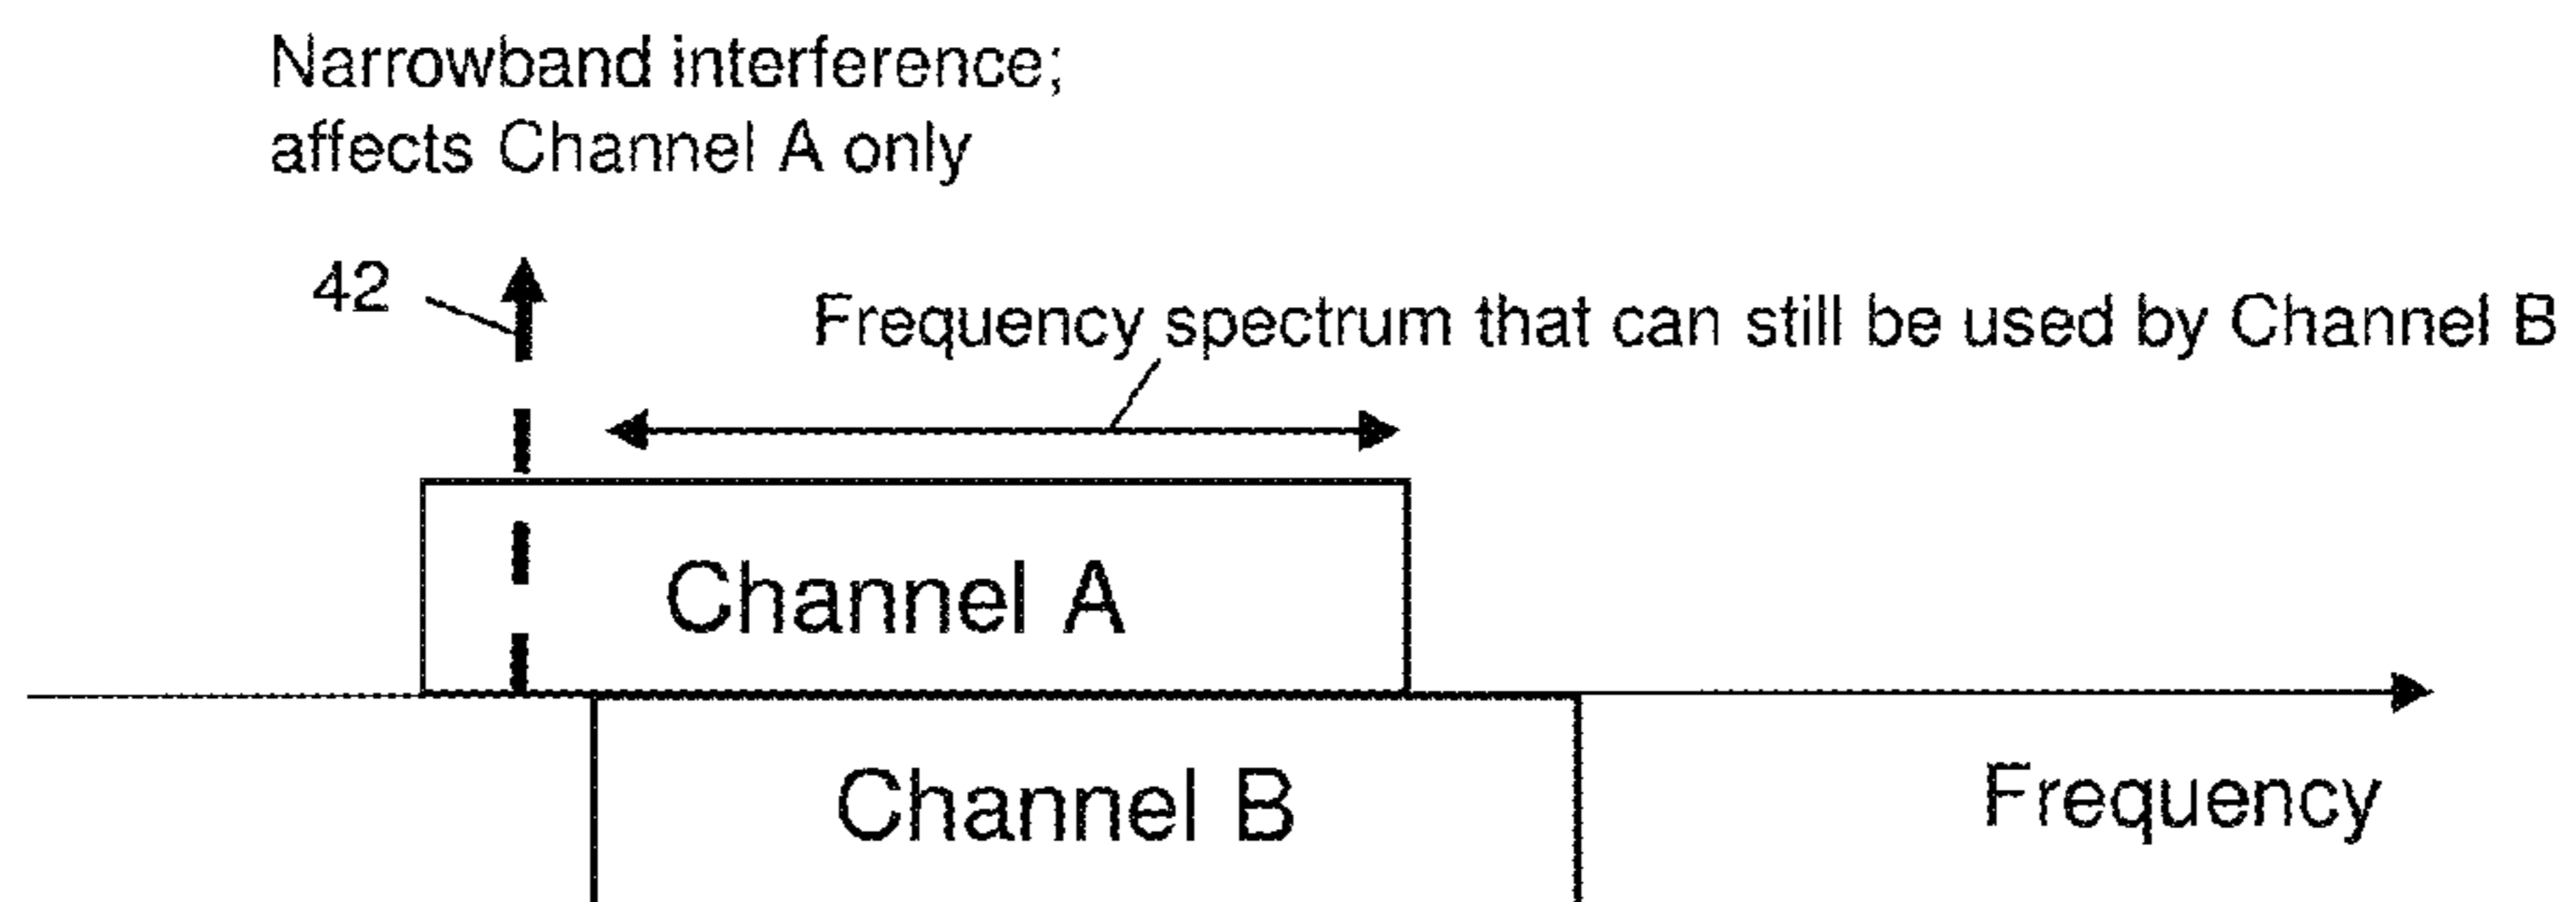 Narrowband interference;
affects Channel A only
42
Frequency spectrum that can still be used by Channel B
Channel A
Channel B
Frequency